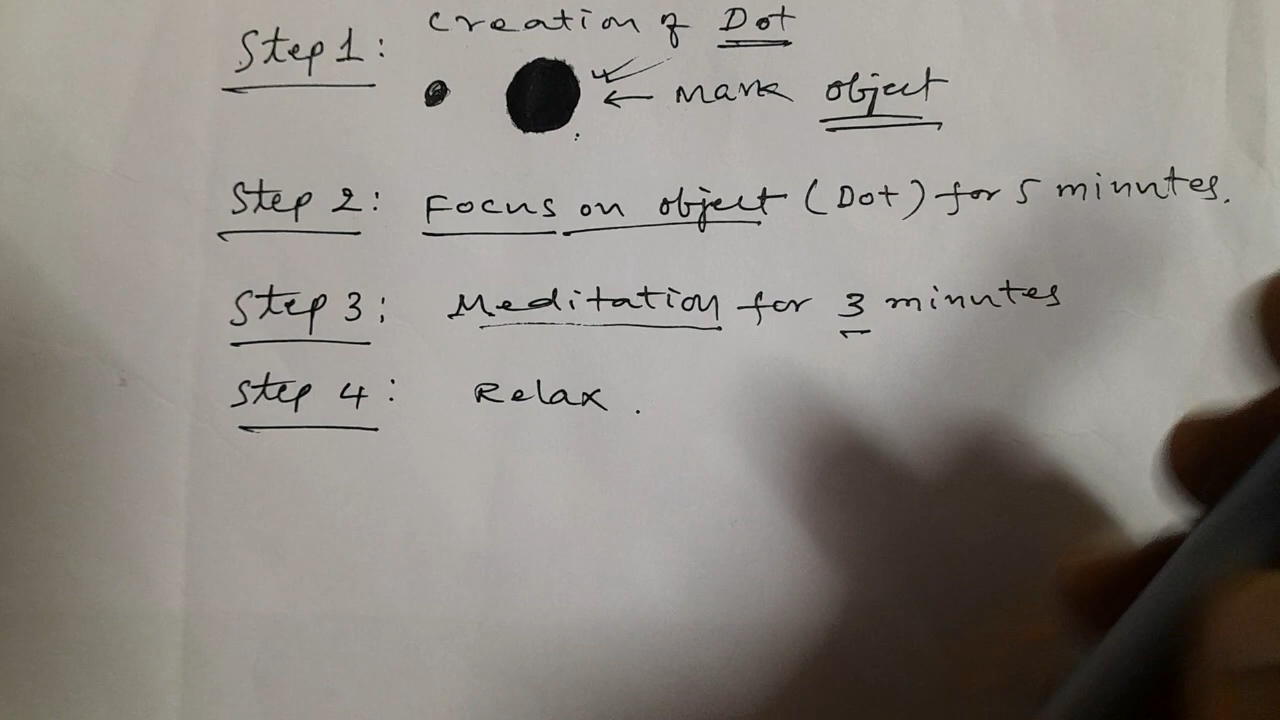 Step 1: Creation of Dot
← Mark object
Step 2: Focus on object (Dot) for 5 minutes.
Step 3: Meditation for 3 minutes
Step 4: Relax.